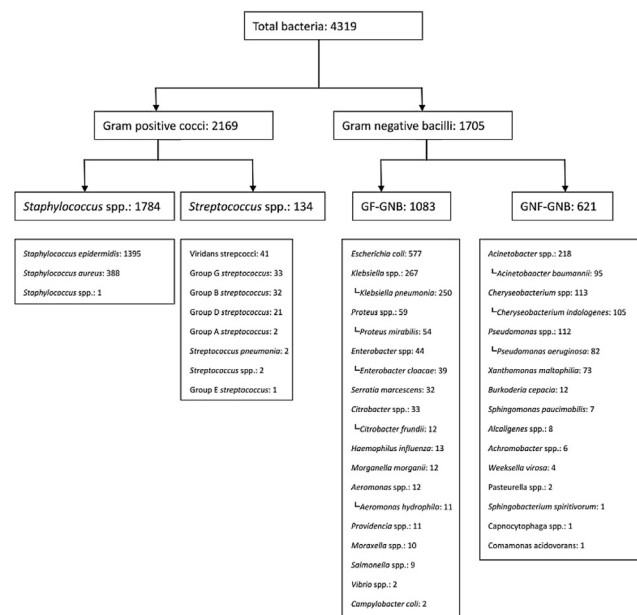 Total bacteria: 4319
Gram positive cocci: 2169
Gram negative bacilli: 1705
Staphylococcus spp.: 1784
Streptococcus spp.: 134
GF-GNB: 1083
GNF-GNB: 621
Staphylococcus epidermidis: 1395
Staphylococcus aureus: 388
Staphylococcus spp.: 1
Viridans strepcocci: 41
Group G streptococcus: 33
Group B streptococcus: 32
Group D streptococcus: 21
Group A streptococcus: 2
Streptococcus pneumonia: 2
Streptococcus spp.: 2
Group E streptococcus: 1
Escherichia coli: 577
Klebsiella spp.: 267
┗Klebsiella pneumonia: 250
Proteus spp.: 59
┗Proteus mirabilis: 54
Enterobacter spp: 44
┗Enterobacter cloacae: 39
Serratia marcescens: 32
Citrobacter spp.: 33
┗Citrobacter frundii: 12
Haemophilus influenza: 13
Morganella morganii: 12
Aeromonas spp.: 12
┗Aeromonas hydrophila: 11
Providencia spp.: 11
Moraxella spp.: 10
Salmonella spp.: 9
Vibrio spp.: 2
Campylobacter coli: 2
Acinetobacter spp.: 218
┗Acinetobacter baumannii: 95
Cheryseobacterium spp: 113
┗Cheryseobacterium indologenes: 105
Pseudomonas spp.: 112
┗Pseudomonas aeruginosa: 82
Xanthomonas maltophilia: 73
Burkoderia cepacia: 12
Sphingomonas paucimobilis: 7
Alcaligenes spp.: 8
Achromobacter spp.: 6
Weeksella virosa: 4
Pasteurella spp.: 2
Sphingobacterium spiritivorum: 1
Capnocytophaga spp.: 1
Comamonas acidovorans: 1